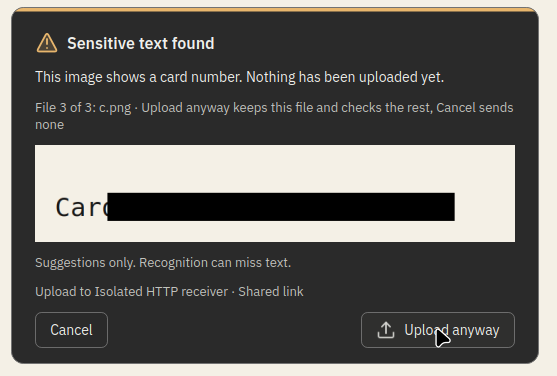 Sensitive text found
This image shows a card number. Nothing has been uploaded yet.
File 3 of 3: c.png · Upload anyway keeps this file and checks the rest, Cancel sends
none
Card
Suggestions only. Recognition can miss text.
Upload to Isolated HTTP receiver · Shared link
Cancel
Upload anyway